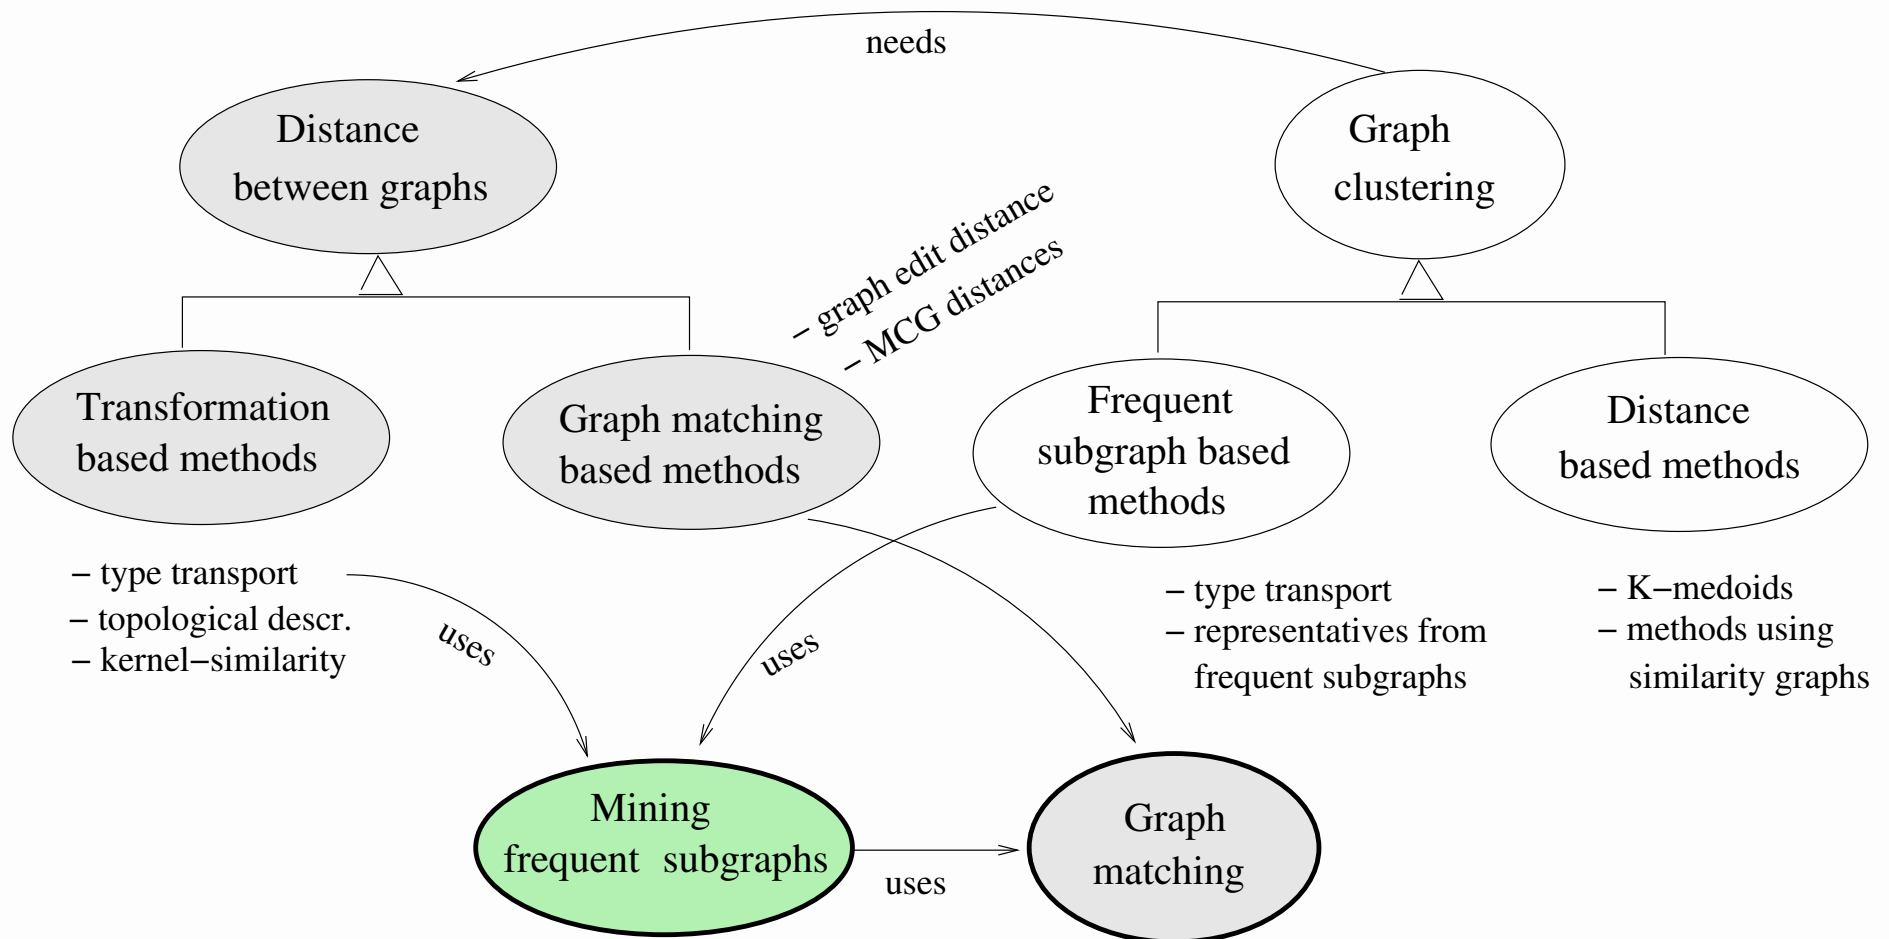 needs
Distance
between graphs
Graph
clustering
– graph edit distance
– MCG distances
Transformation
based methods
Graph matching
based methods
Frequent
subgraph based
methods
Distance
based methods
– type transport
– topological descr.
– kernel–similarity
uses
uses
– type transport
– representatives from
frequent subgraphs
– K–medoids
– methods using
similarity graphs
Mining
frequent subgraphs
uses
Graph
matching